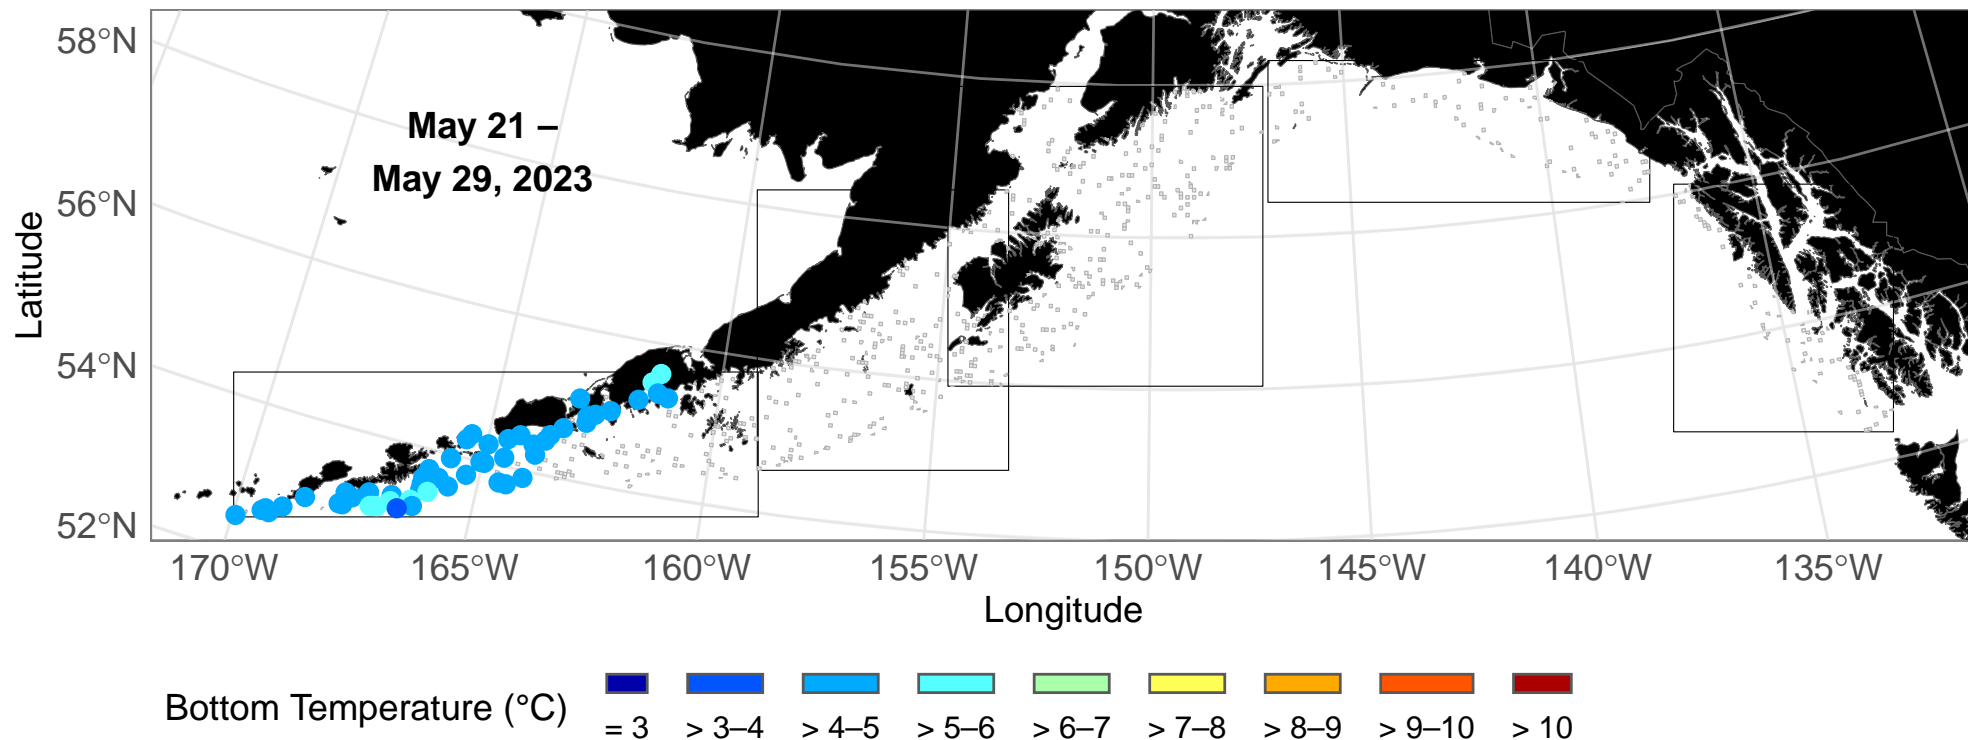 58°N
56°N
54°N
52°N
Latitude
May 21 –
May 29, 2023
170°W 165°W 160°W 155°W 150°W 145°W 140°W 135°W
Longitude
Bottom Temperature (°C)
= 3 > 3–4 > 4–5 > 5–6 > 6–7 > 7–8 > 8–9 > 9–10 > 10